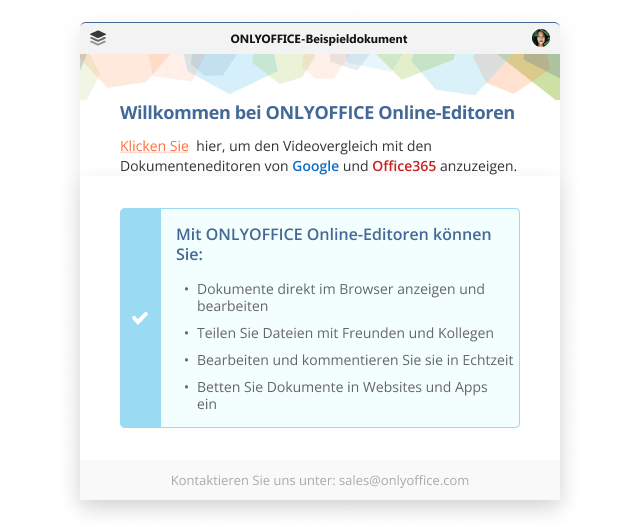 ONLYOFFICE-Beispieldokument
Willkommen bei ONLYOFFICE Online-Editoren
Klicken Sie hier, um den Videovergleich mit den
Dokumenteneditoren von Google und Office365 anzuzeigen.
Mit ONLYOFFICE Online-Editoren können
Sie:
• Dokumente direkt im Browser anzeigen und
bearbeiten
• Teilen Sie Dateien mit Freunden und Kollegen
• Bearbeiten und kommentieren Sie sie in Echtzeit
• Betten Sie Dokumente in Websites und Apps
ein
Kontaktieren Sie uns unter: sales@onlyoffice.com